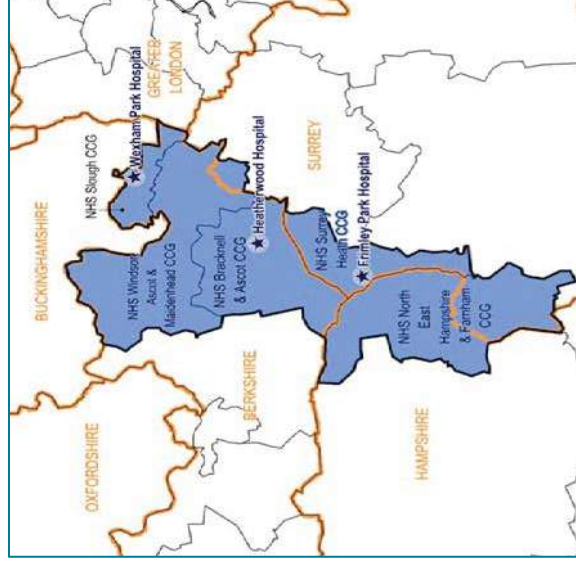 BUCKINGHAMSHIRE
OXFORDSHIRE
NHS Slough CCG
Wexham Park Hospital
GREATER
LONDON
NHS Windsor
Ascot &
Maidenhead CCG
NHS Bracknell
& Ascot CCG
BERKSHIRE
Heatherwood Hospital
SURREY
NHS Surrey
Heath CCG
Frimley Park Hospital
NHS North
East
Hampshire
& Farnham
CCG
HAMPSHIRE